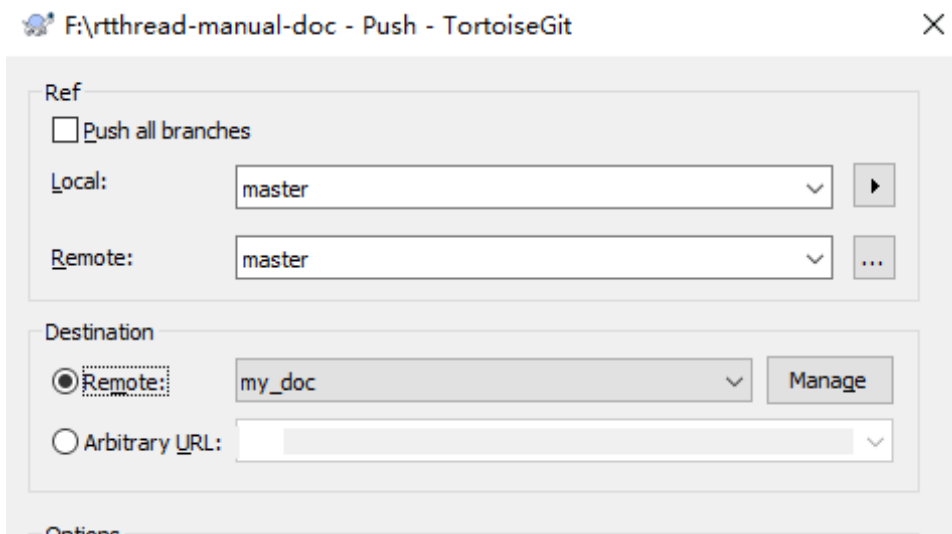 F:\rtthread-manual-doc - Push - TortoiseGit
Ref
Push all branches
Local: master
Remote: master ...
Destination
Remote: my_doc Manage
Arbitrary URL:
Options